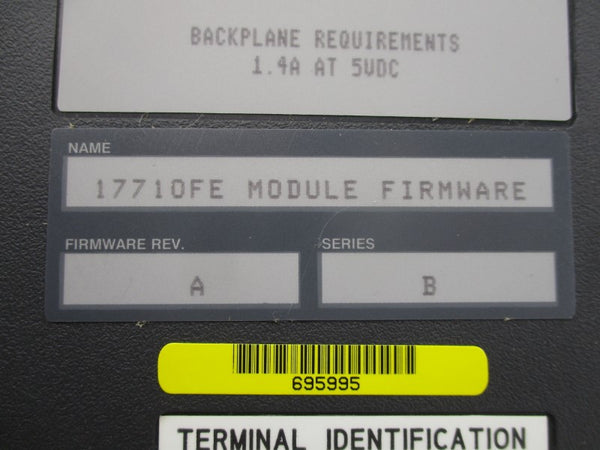 BACKPLANE REQUIREMENTS
1.4A AT 5VDC
NAME
1771OFE MODULE FIRMWARE
FIRMWARE REV.
SERIES
A
B
695995
TERMINAL IDENTIFICATION